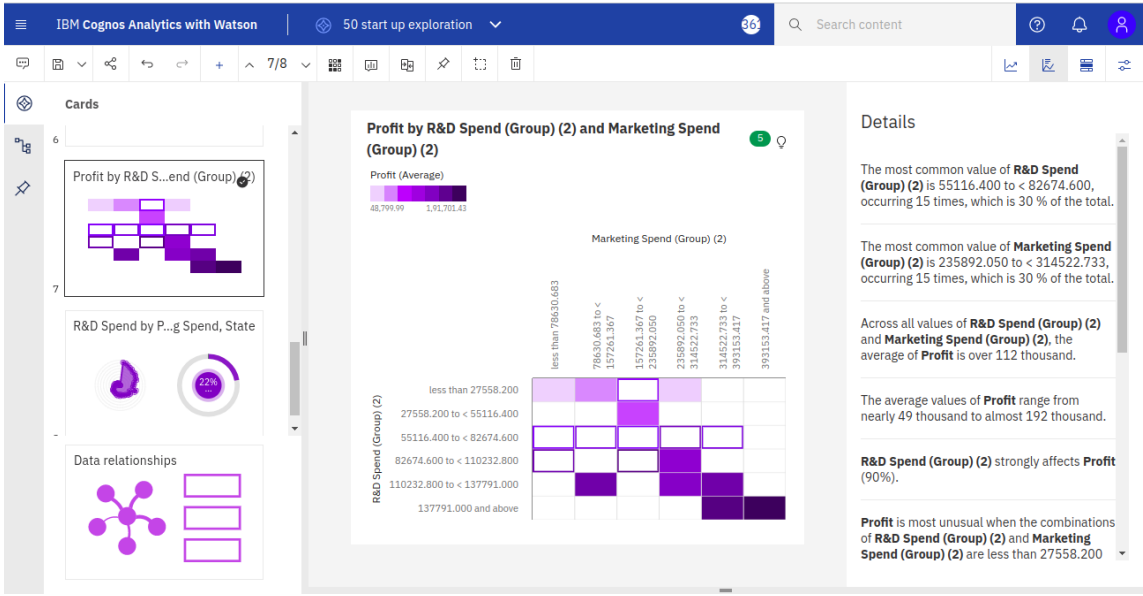 IBM Cognos Analytics with Watson
50 start up exploration
361
Search content
7/8
Cards
6
Profit by R&D S...end (Group) (2)
7
R&D Spend by P...g Spend, State
22%
...
Data relationships
Profit by R&D Spend (Group) (2) and Marketing Spend
(Group) (2)
5
Profit (Average)
48,799.99
1,91,701.43
Marketing Spend (Group) (2)
less than 78630.683
78630.683 to <
157261.367
157261.367 to <
235892.050
235892.050 to <
314522.733
314522.733 to <
393153.417
393153.417 and above
R&D Spend (Group) (2)
less than 27558.200
27558.200 to < 55116.400
55116.400 to < 82674.600
82674.600 to < 110232.800
110232.800 to < 137791.000
137791.000 and above
Details
The most common value of R&D Spend
(Group) (2) is 55116.400 to < 82674.600,
occurring 15 times, which is 30 % of the total.
The most common value of Marketing Spend
(Group) (2) is 235892.050 to < 314522.733,
occurring 15 times, which is 30 % of the total.
Across all values of R&D Spend (Group) (2)
and Marketing Spend (Group) (2), the
average of Profit is over 112 thousand.
The average values of Profit range from
nearly 49 thousand to almost 192 thousand.
R&D Spend (Group) (2) strongly affects Profit
(90%).
Profit is most unusual when the combinations
of R&D Spend (Group) (2) and Marketing
Spend (Group) (2) are less than 27558.200